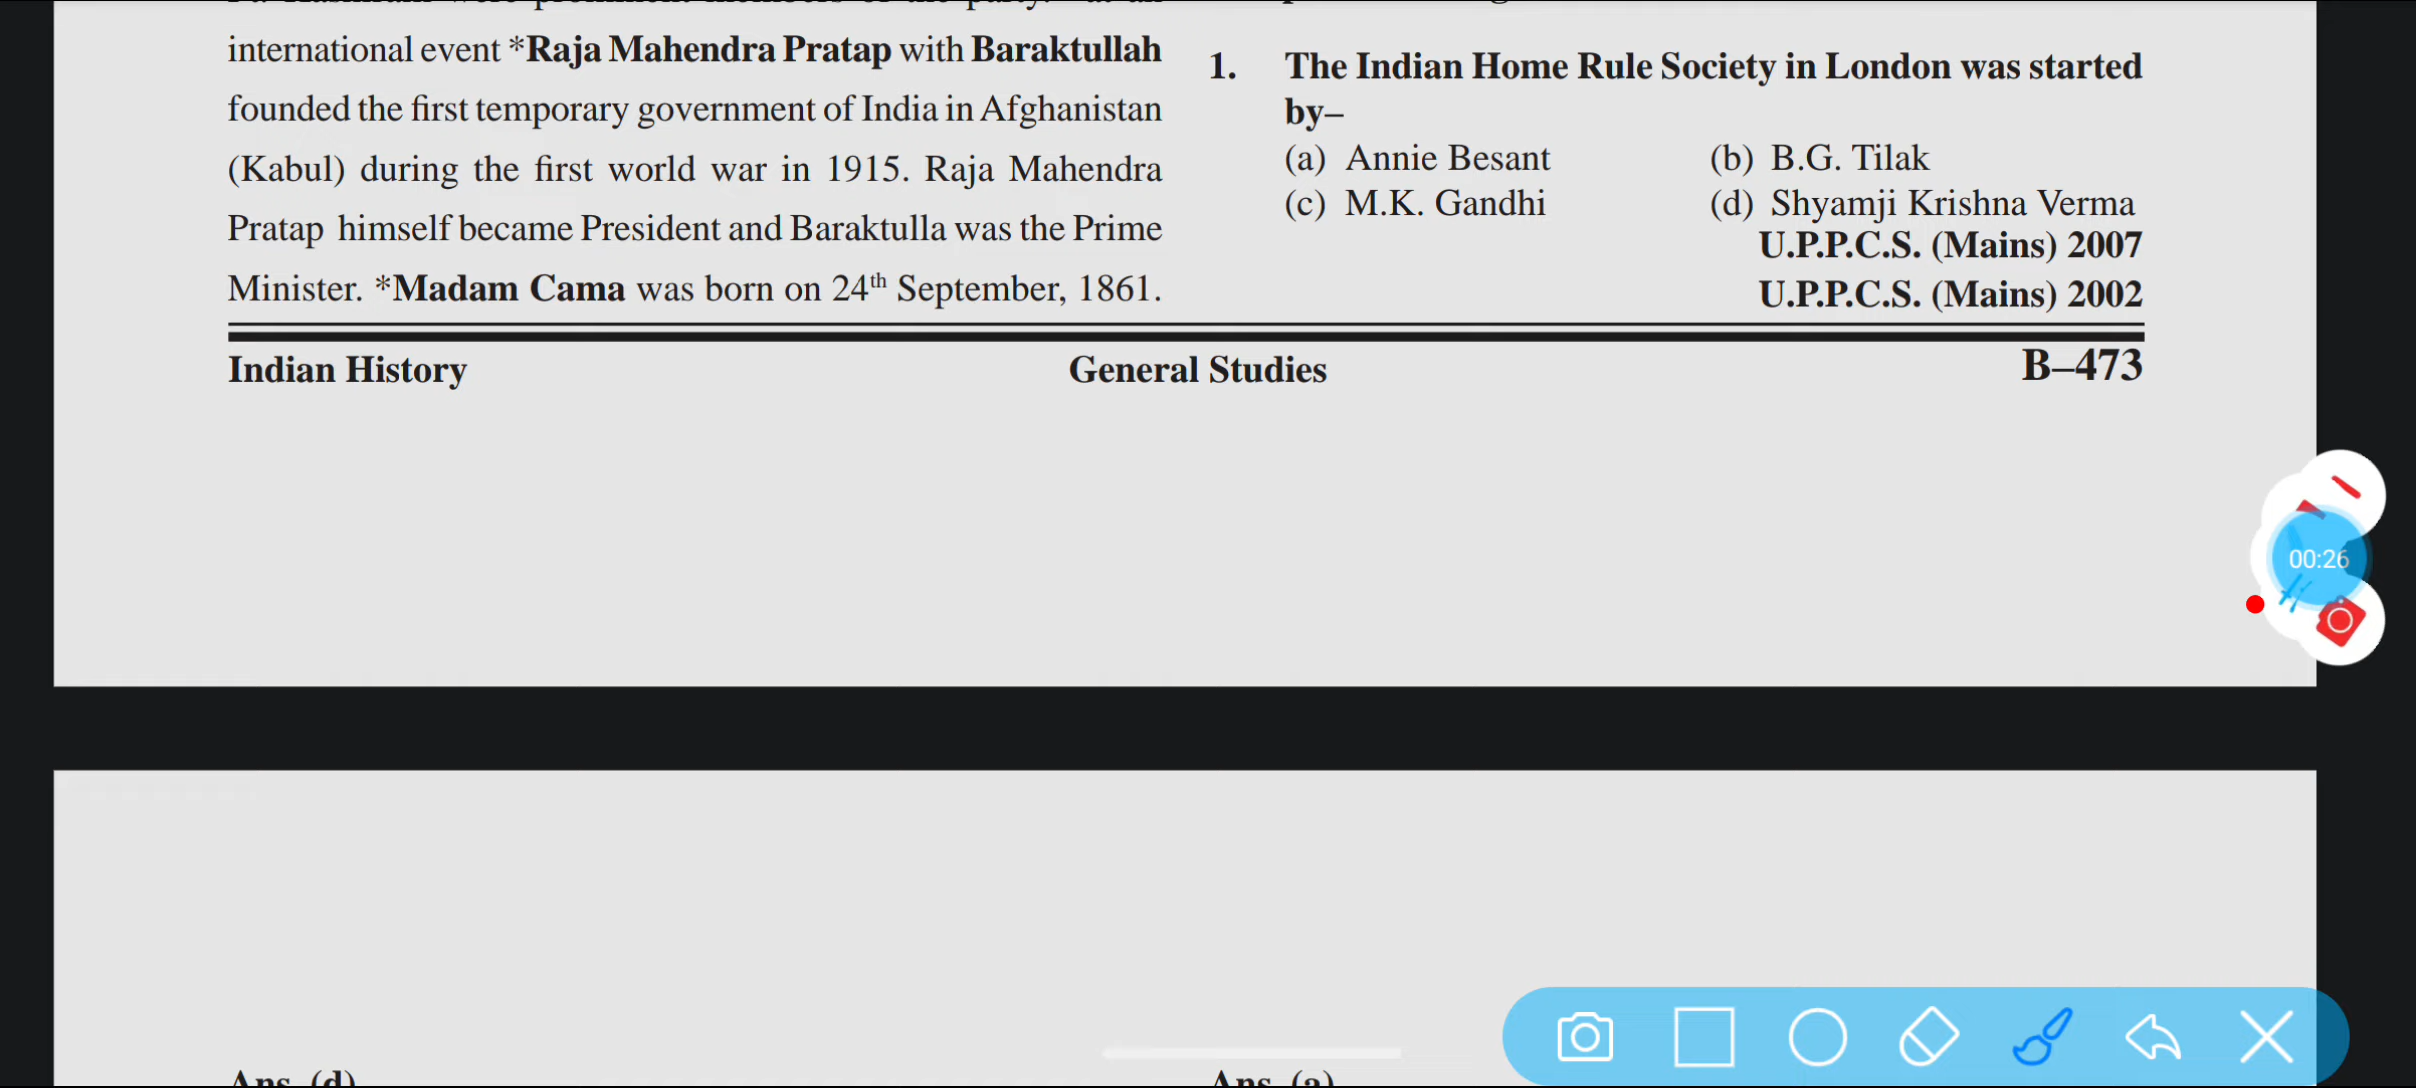 international event *Raja Mahendra Pratap with Baraktullah
founded the first temporary government of India in Afghanistan
(Kabul) during the first world war in 1915. Raja Mahendra
Pratap himself became President and Baraktulla was the Prime
Minister. *Madam Cama was born on 24th September, 1861.
1. The Indian Home Rule Society in London was started
by–
(a) Annie Besant (b) B.G. Tilak
(c) M.K. Gandhi (d) Shyamji Krishna Verma
U.P.P.C.S. (Mains) 2007
U.P.P.C.S. (Mains) 2002
Indian History General Studies B–473
00:26
Ans. (d) Ans. (a)